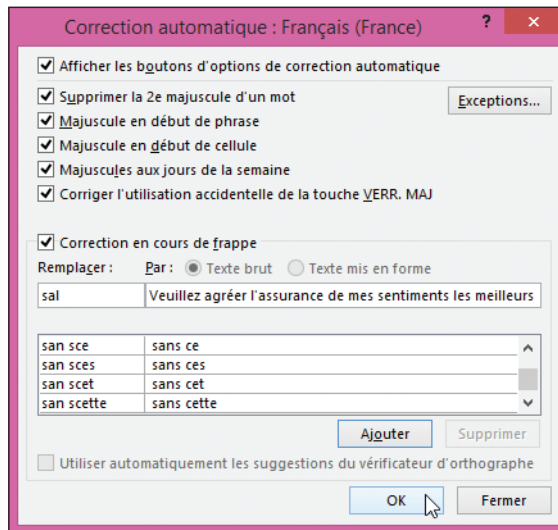 Correction automatique : Français (France)
?
×
Afficher les boutons d'options de correction automatique
Supprimer la 2e majuscule d'un mot
Exceptions...
Majuscule en début de phrase
Majuscule en début de cellule
Majuscules aux jours de la semaine
Corriger l'utilisation accidentelle de la touche VERR. MAJ
Correction en cours de frappe
Remplacer : Par : Texte brut Texte mis en forme
sal Veuillez agréer l'assurance de mes sentiments les meilleurs
san sce sans ce
san sces sans ces
san scet sans cet
san scette sans cette
Ajouter Supprimer
Utiliser automatiquement les suggestions du vérificateur d'orthographe
OK Fermer